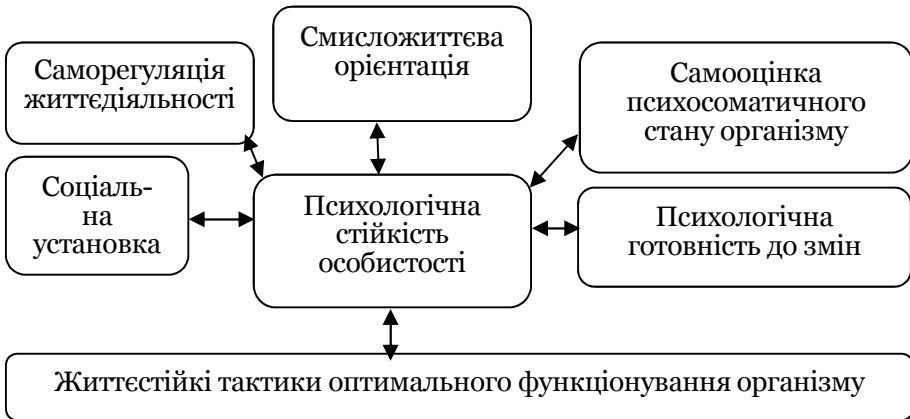 Саморегуляція
життєдіяльності
Смисложиттєва
орієнтація
Самооцінка
психосоматичного
стану організму
Соціаль-
на
установка
Психологічна
стійкість
особистості
Психологічна
готовність до змін
Життєстійкі тактики оптимального функціонування організму